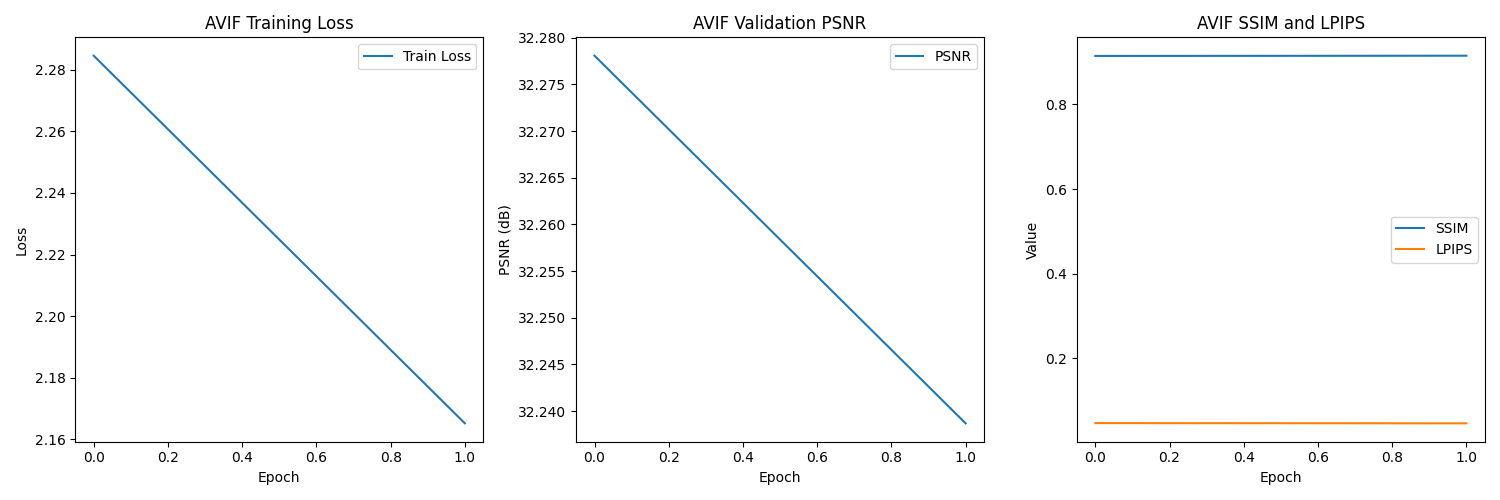 AVIF Training Loss
Train Loss
2.28
2.26
2.24
2.22
2.20
2.18
2.16
Loss
0.0 0.2 0.4 0.6 0.8 1.0
Epoch
AVIF Validation PSNR
PSNR
32.280
32.275
32.270
32.265
32.260
32.255
32.250
32.245
32.240
PSNR (dB)
0.0 0.2 0.4 0.6 0.8 1.0
Epoch
AVIF SSIM and LPIPS
0.8
0.6
0.4
0.2
Value
SSIM
LPIPS
0.0 0.2 0.4 0.6 0.8 1.0
Epoch